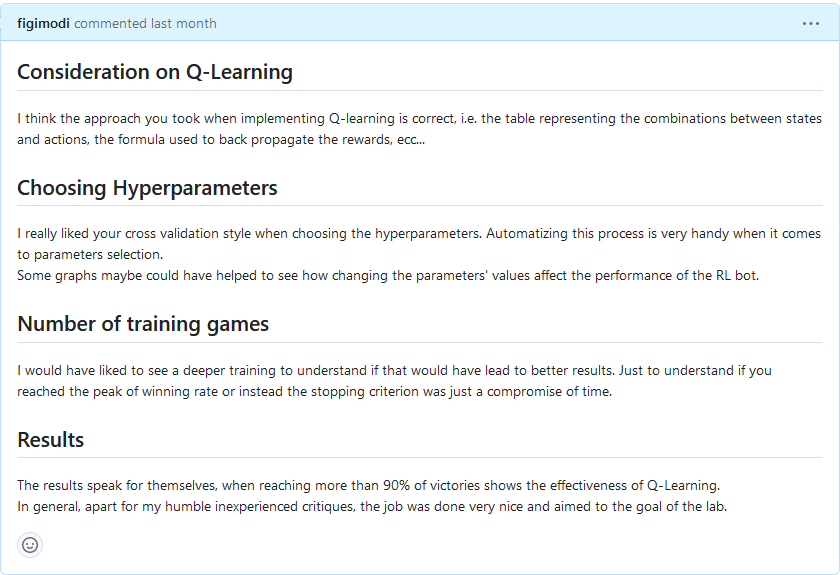 figimodi commented last month
Consideration on Q-Learning
I think the approach you took when implementing Q-learning is correct, i.e. the table representing the combinations between states
and actions, the formula used to back propagate the rewards, ecc...
Choosing Hyperparameters
I really liked your cross validation style when choosing the hyperparameters. Automatizing this process is very handy when it comes
to parameters selection.
Some graphs maybe could have helped to see how changing the parameters' values affect the performance of the RL bot.
Number of training games
I would have liked to see a deeper training to understand if that would have lead to better results. Just to understand if you
reached the peak of winning rate or instead the stopping criterion was just a compromise of time.
Results
The results speak for themselves, when reaching more than 90% of victories shows the effectiveness of Q-Learning.
In general, apart for my humble inexperienced critiques, the job was done very nice and aimed to the goal of the lab.